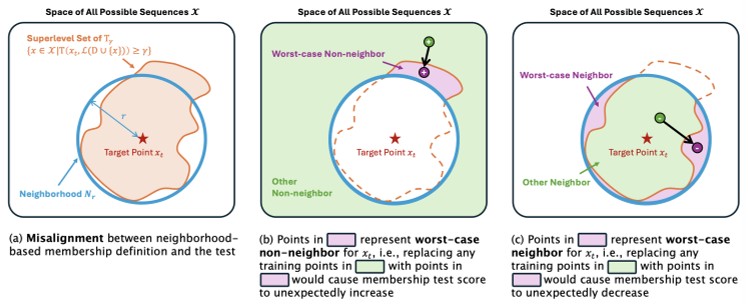 Space of All Possible Sequences 𝒳
Superlevel Set of T_γ
{x ∈ 𝒳 | T(x_t, ℒ(D ∪ {x})) ≥ γ}
r
Target Point x_t
Neighborhood N_r
(a) Misalignment between neighborhood-
based membership definition and the test
Space of All Possible Sequences 𝒳
Worst-case Non-neighbor
+
+
Target Point x_t
Other
Non-neighbor
(b) Points in represent worst-case
non-neighbor for x_t, i.e., replacing any
training points in with points in
would cause membership test score
to unexpectedly increase
Space of All Possible Sequences 𝒳
Worst-case Neighbor
-
-
Target Point x_t
Other Neighbor
(c) Points in represent worst-case
neighbor for x_t, i.e., replacing any
training points in with points in
would cause membership test score
to unexpectedly decrease